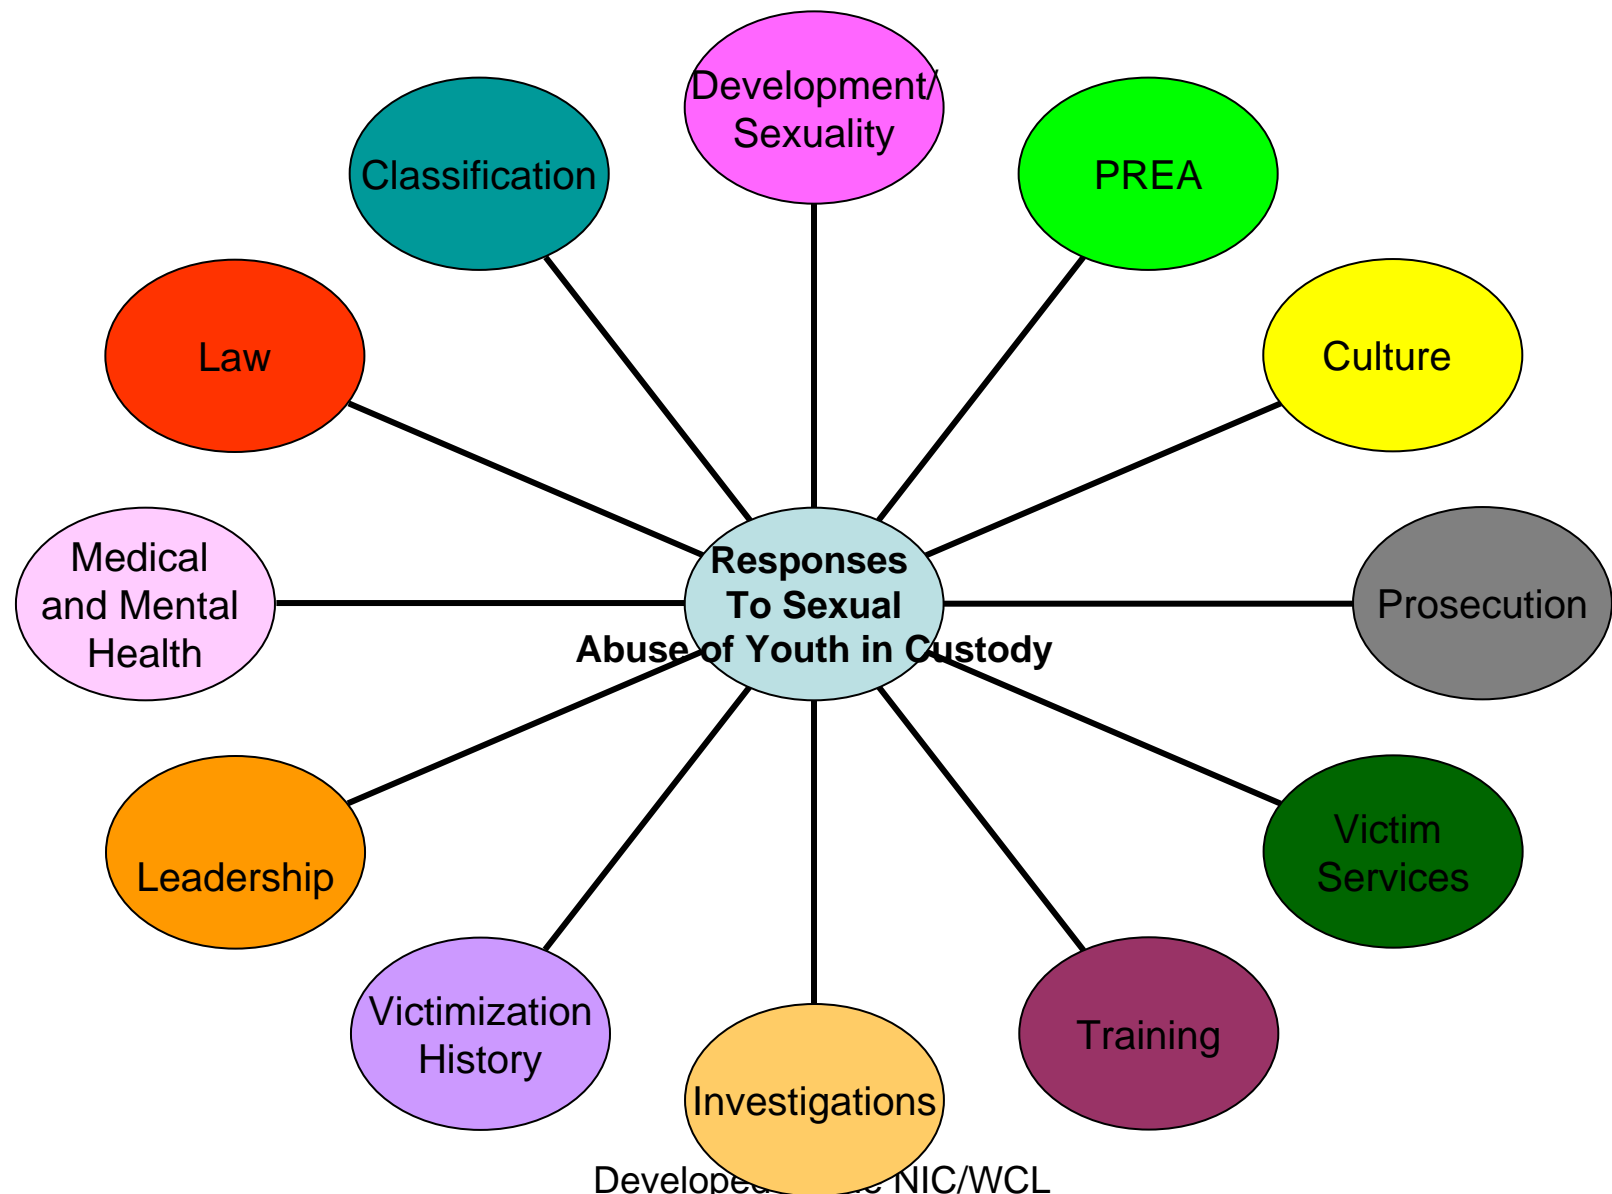 Development/
Sexuality
PREA
Culture
Prosecution
Victim
Services
Training
Investigations
Victimization
History
Leadership
Medical
and Mental
Health
Law
Classification
Responses
To Sexual
Abuse of Youth in Custody
Developed NIC/WCL